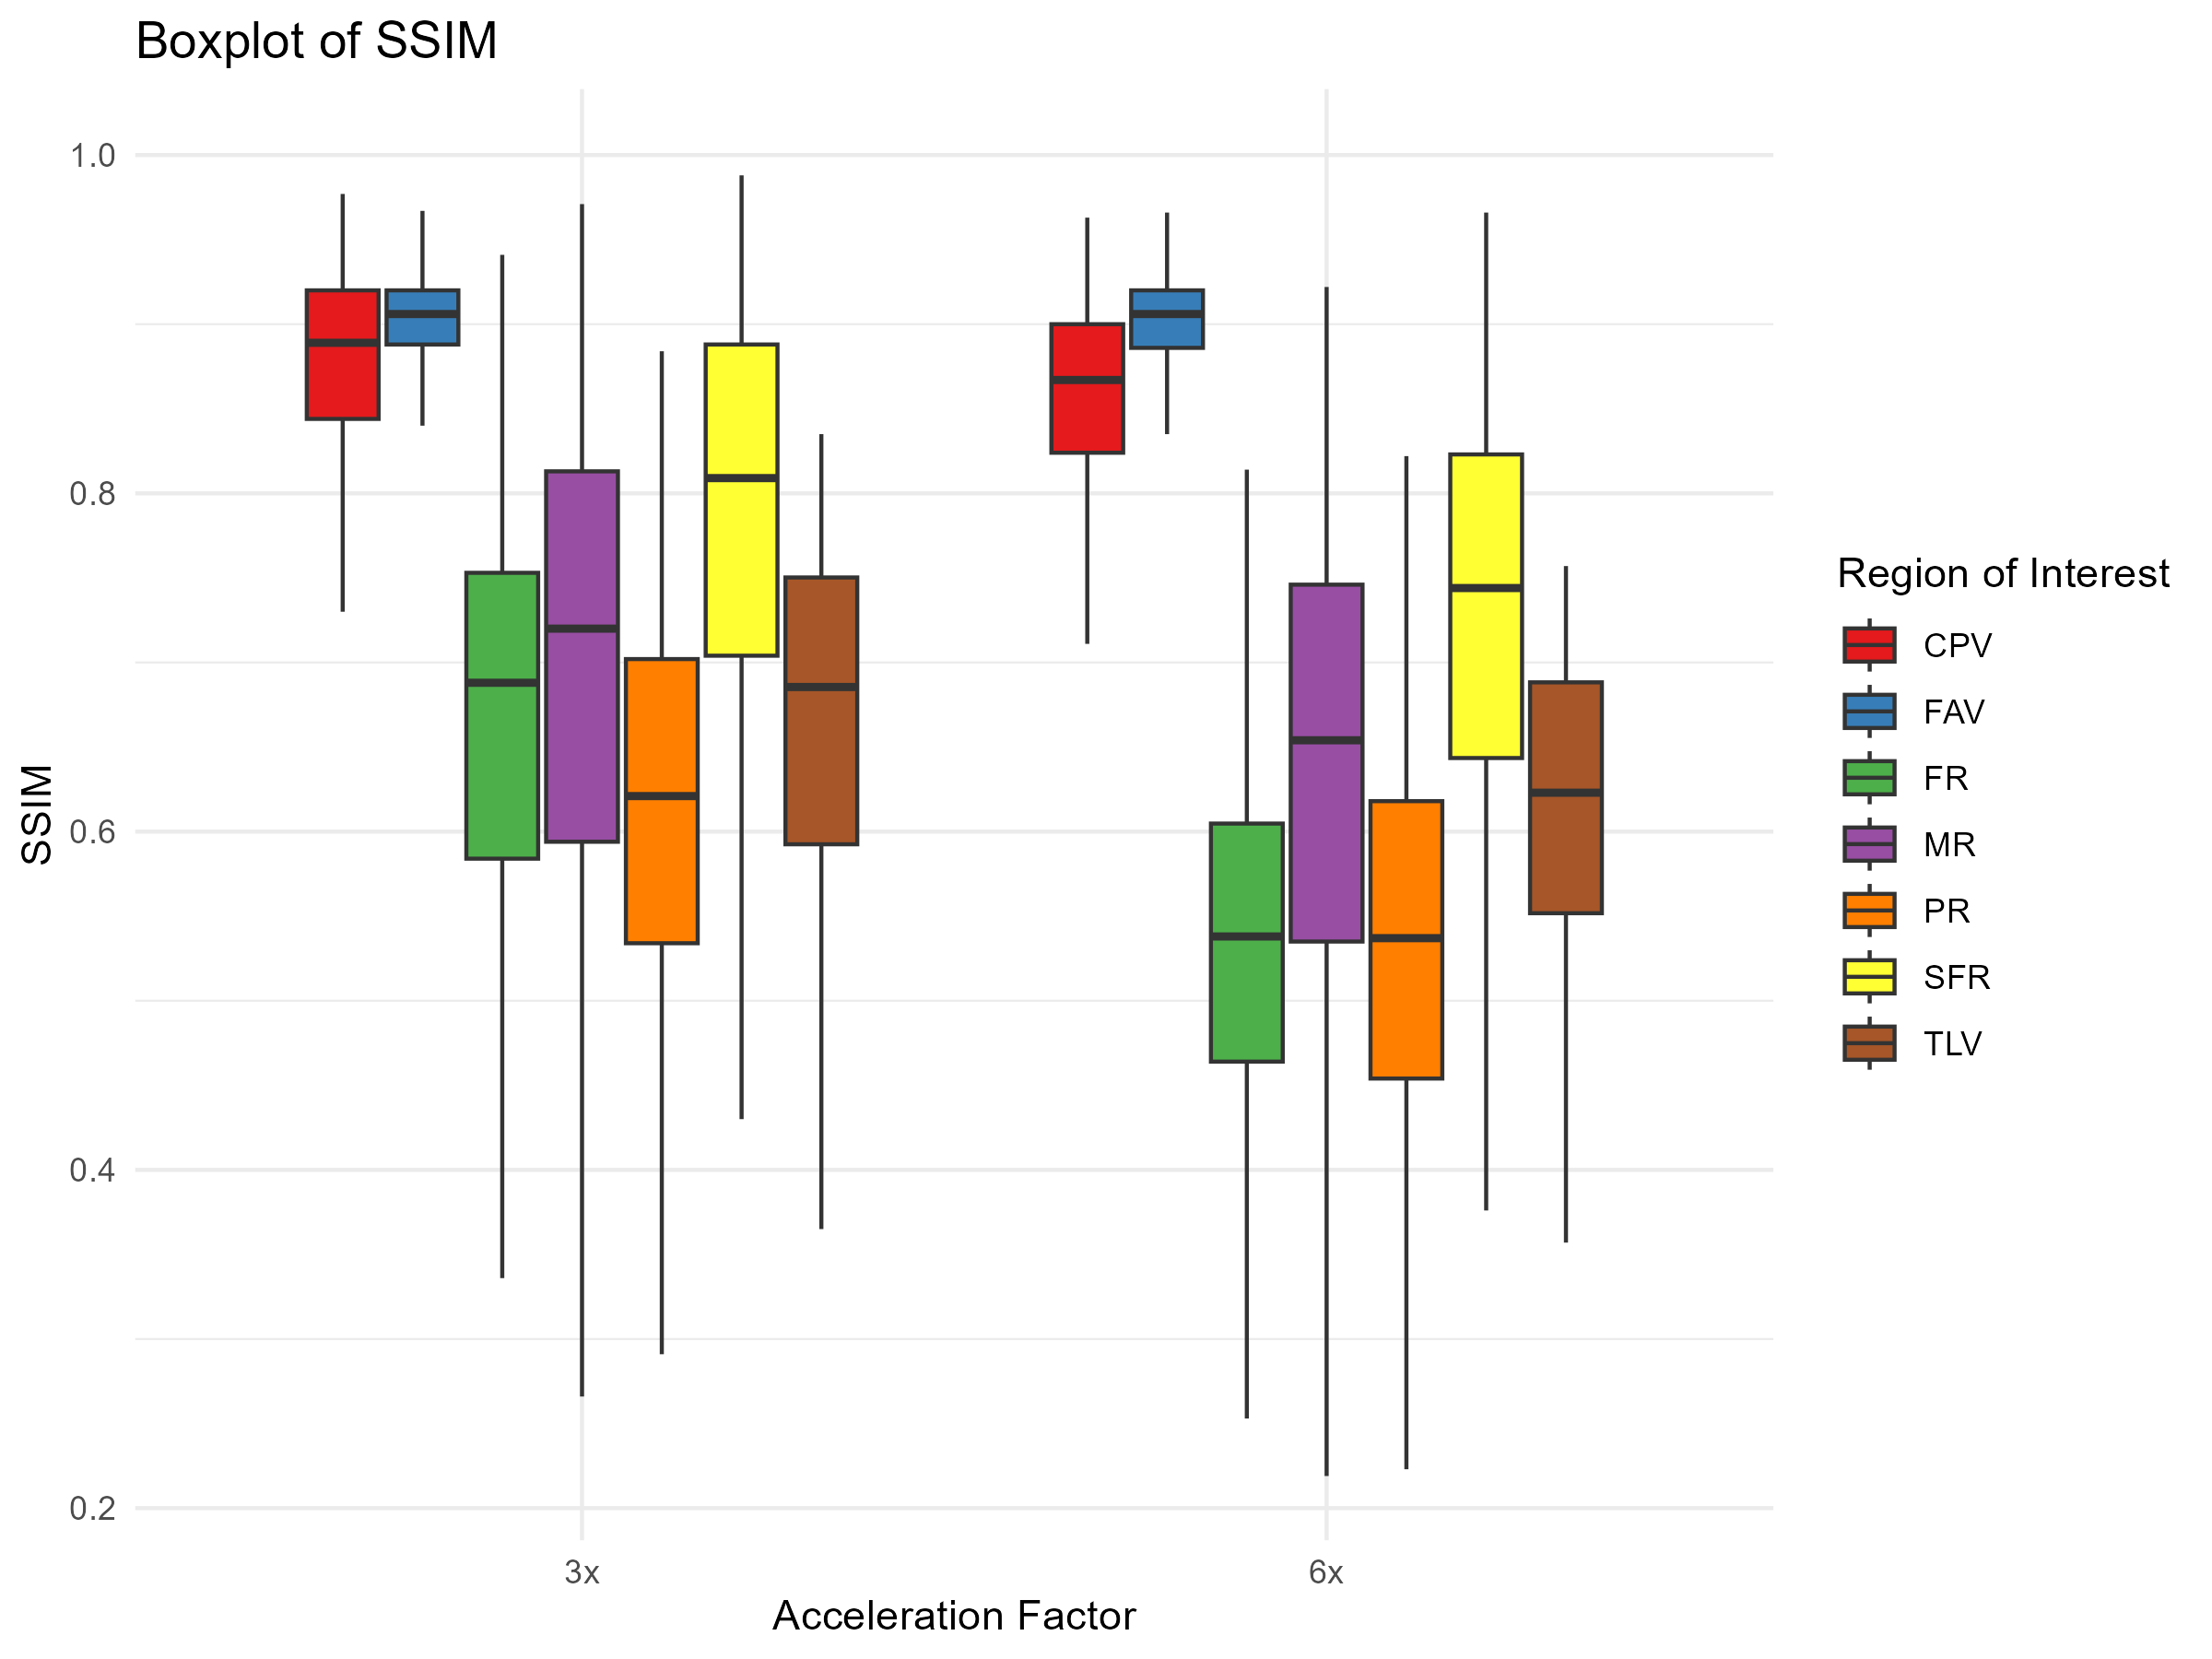 Boxplot of SSIM
1.0
0.8
0.6
0.4
0.2
SSIM
3x
6x
Acceleration Factor
Region of Interest
CPV
FAV
FR
MR
PR
SFR
TLV